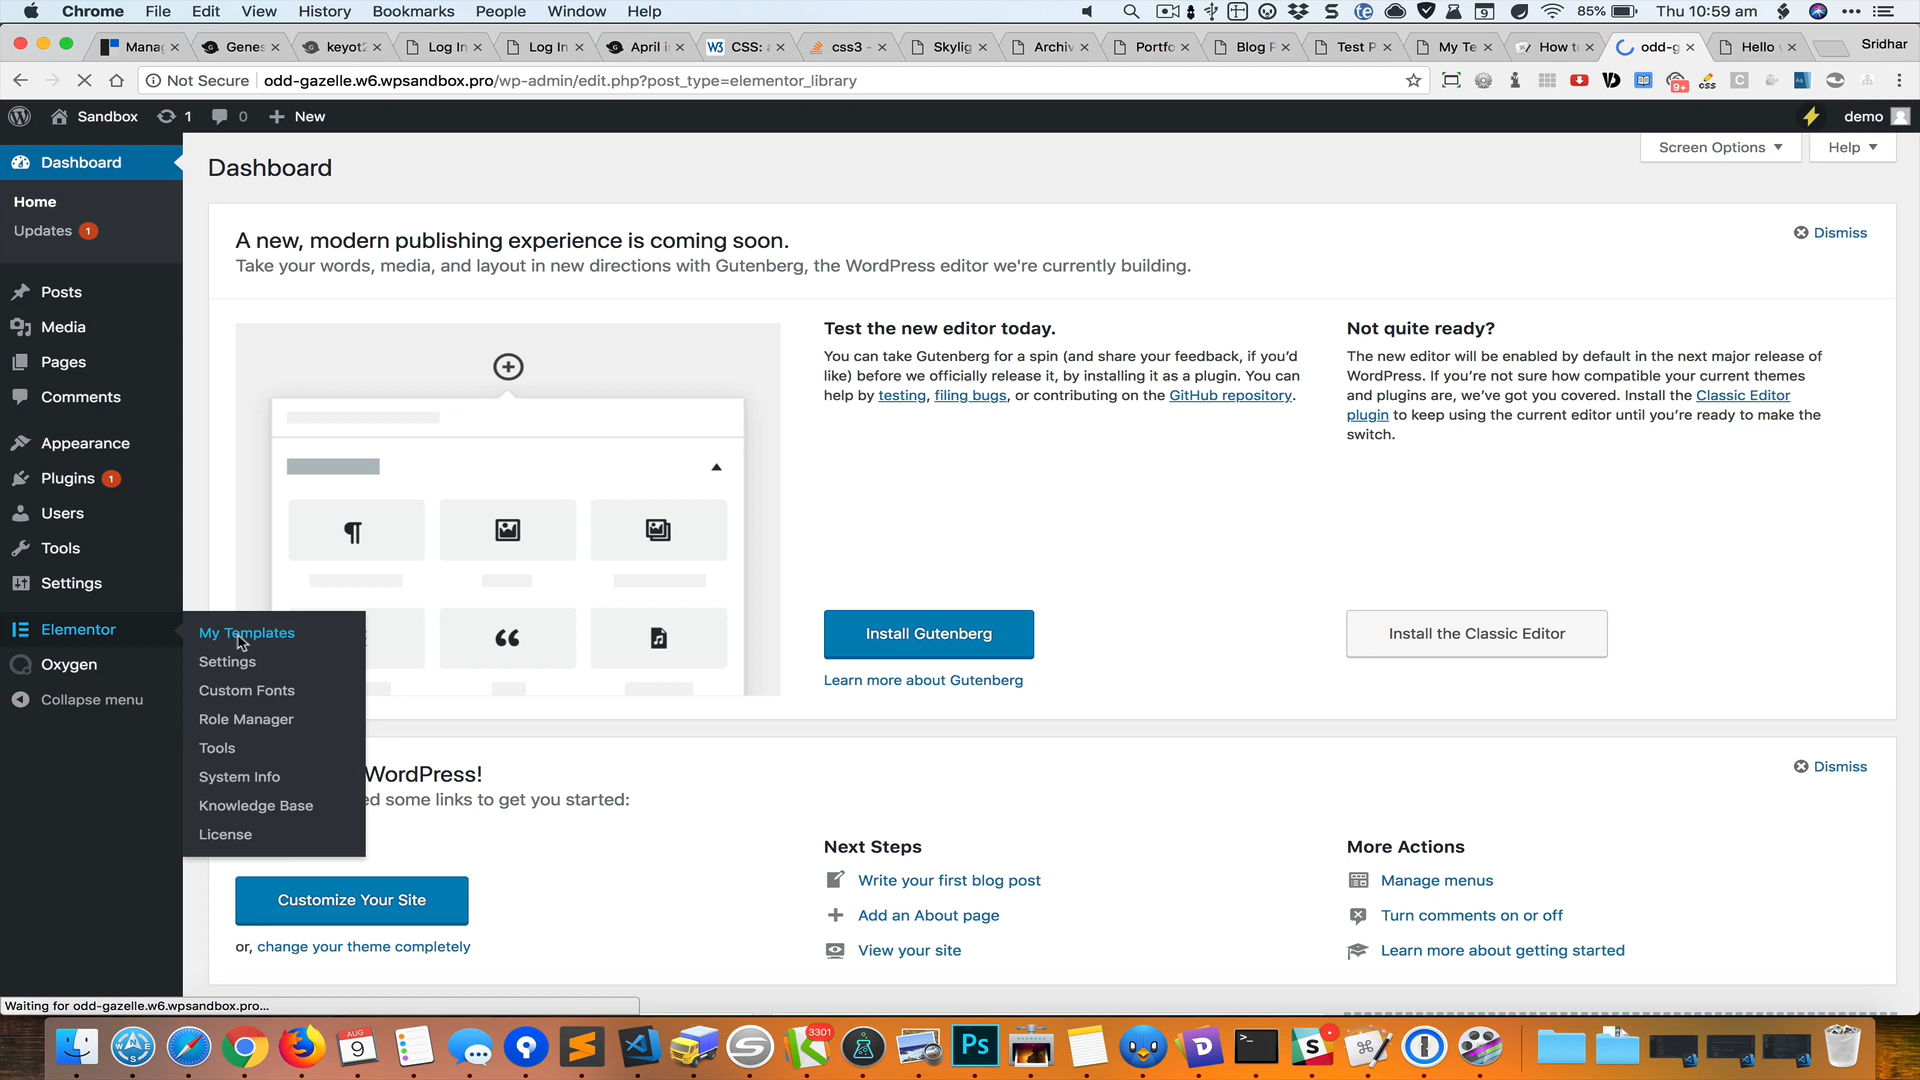 Chrome File Edit View History Bookmarks People Window Help 85% Thu 10:59 am
Manag Genes keyot2 Log In Log In April i W3 CSS: a css3 - Skylig Archiv Portfo Blog P Test P My Te How to odd-g Hello Sridhar
Not Secure odd-gazelle.w6.wpsandbox.pro/wp-admin/edit.php?post_type=elementor_library
Sandbox 1 0 + New demo
Dashboard
Home
Updates 1
Posts
Media
Pages
Comments
Appearance
Plugins 1
Users
Tools
Settings
Elementor
Oxygen
Collapse menu
My Templates
Settings
Custom Fonts
Role Manager
Tools
System Info
Knowledge Base
License
Dashboard
Screen Options
Help
A new, modern publishing experience is coming soon.
Take your words, media, and layout in new directions with Gutenberg, the WordPress editor we're currently building.
Dismiss
Test the new editor today.
You can take Gutenberg for a spin (and share your feedback, if you'd
like) before we officially release it, by installing it as a plugin. You can
help by testing, filing bugs, or contributing on the GitHub repository.
Install Gutenberg
Learn more about Gutenberg
Not quite ready?
The new editor will be enabled by default in the next major release of
WordPress. If you're not sure how compatible your current themes
and plugins are, we've got you covered. Install the Classic Editor
plugin to keep using the current editor until you're ready to make the
switch.
Install the Classic Editor
WordPress!
ed some links to get you started:
Dismiss
Customize Your Site
or, change your theme completely
Next Steps
Write your first blog post
Add an About page
View your site
More Actions
Manage menus
Turn comments on or off
Learn more about getting started
Waiting for odd-gazelle.w6.wpsandbox.pro...
AUG
9
3301
Ps